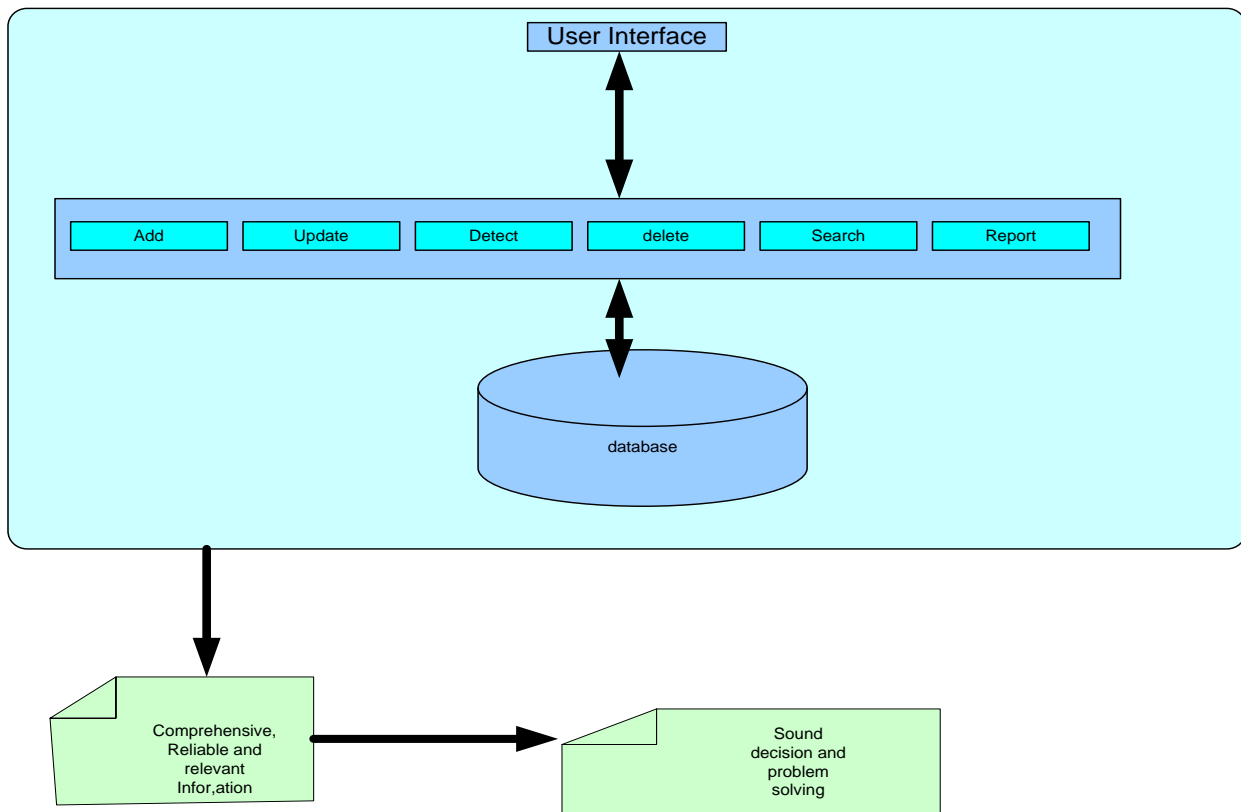 User Interface
Add
Update
Detect
delete
Search
Report
database
Comprehensive,
Reliable and
relevant
Infor,ation
Sound
decision and
problem
solving